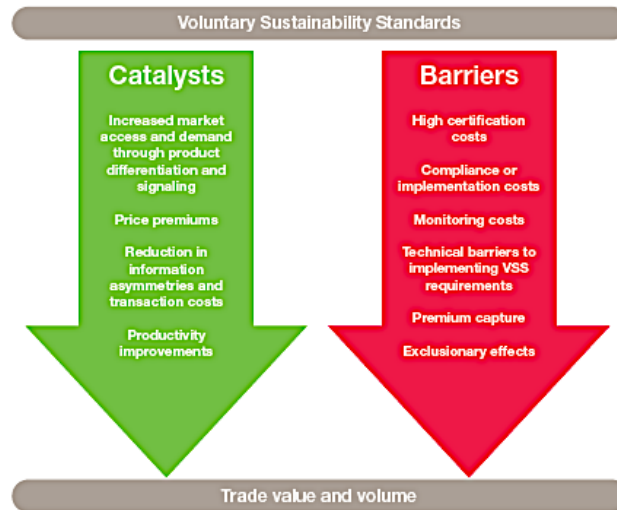 Voluntary Sustainability Standards
Catalysts
Increased market
access and demand
through product
differentiation and
signaling
Price premiums
Reduction in
information
asymmetries and
transaction costs
Productivity
improvements
Barriers
High certification
costs
Compliance or
implementation costs
Monitoring costs
Technical barriers to
implementing VSS
requirements
Premium capture
Exclusionary effects
Trade value and volume